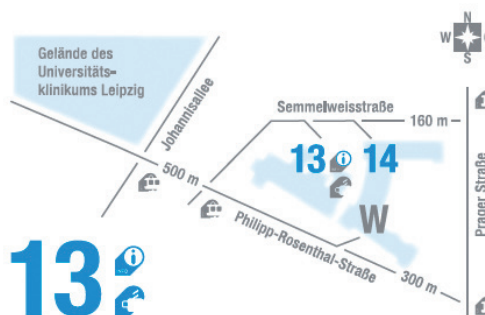 N
W
S
Gelände des
Universitäts-
klinikums Leipzig
Johannisallee
Semmelweisstraße
160 m
13
14
500 m
W
Philipp-Rosenthal-Straße
300 m
Prager Straße
13